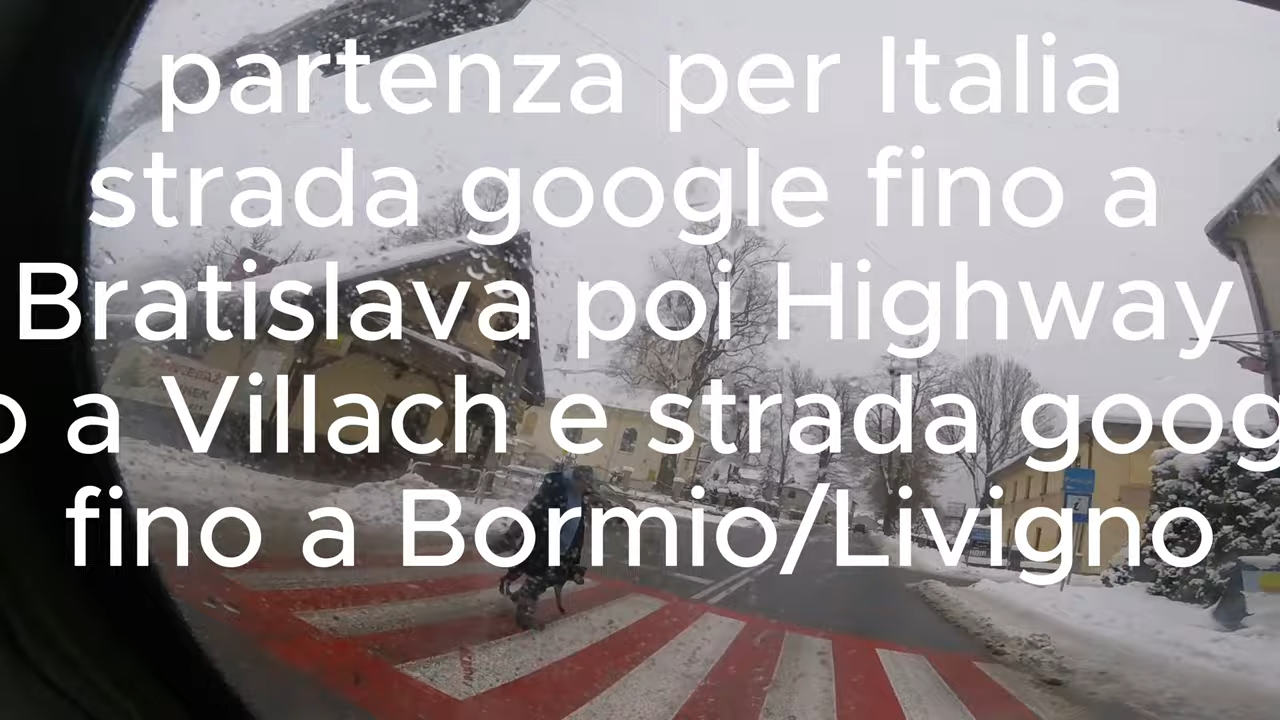 partenza per Italia
strada google fino a
Bratislava poi Highway
o a Villach e strada goog
fino a Bormio/Livigno